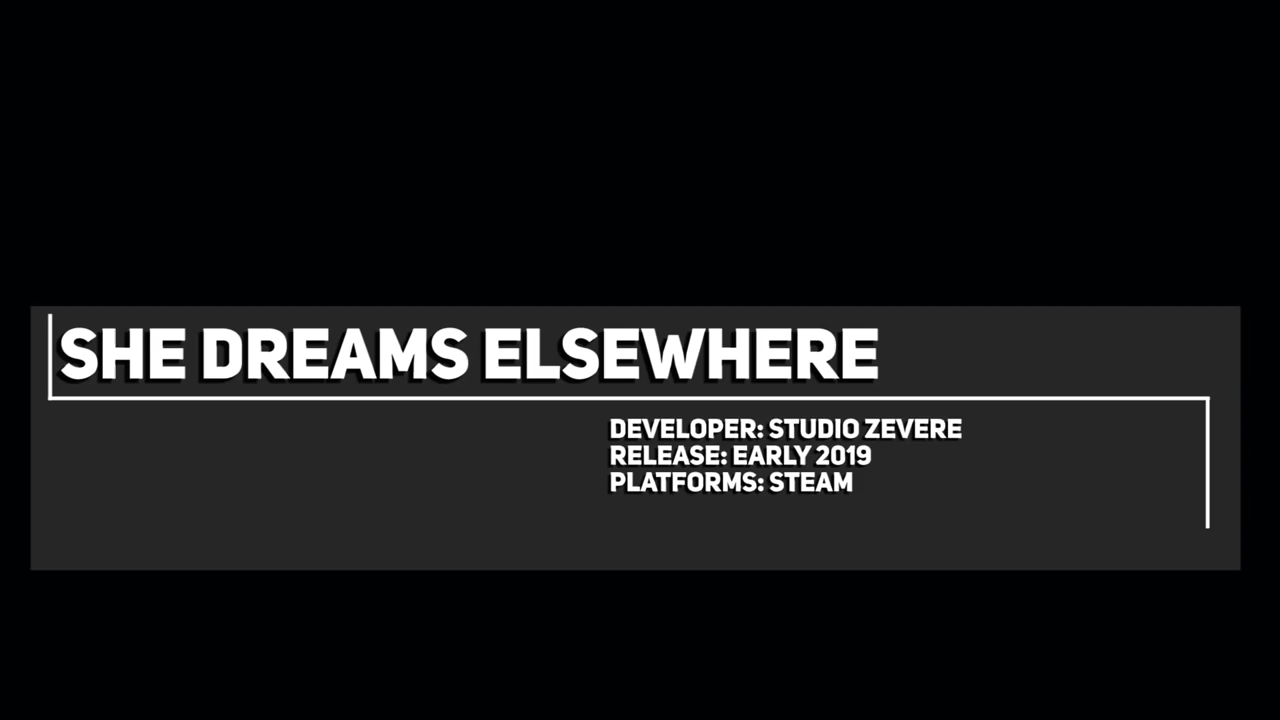 SHE DREAMS ELSEWHERE
DEVELOPER: STUDIO ZEVERE
RELEASE: EARLY 2019
PLATFORMS: STEAM